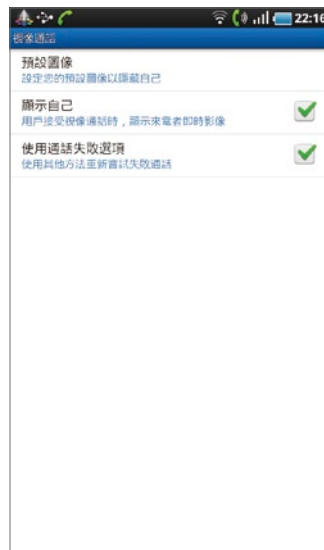 22:16
視像通話
預設圖像
設定您的預設圖像以隱藏自己
顯示自己
用戶接受視像通話時，顯示來電者即時影像
使用通話失敗選項
使用其他方法重新嘗試失敗通話